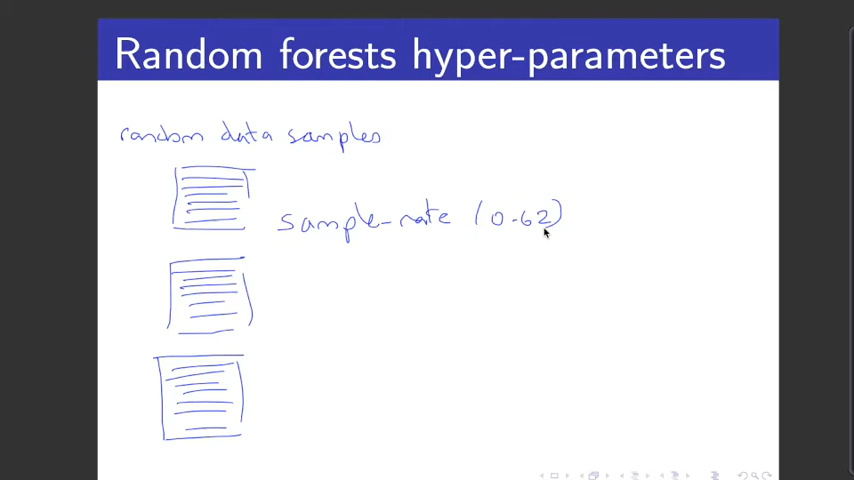 Random forests hyper-parameters
random data samples
sample-rate (0.62)